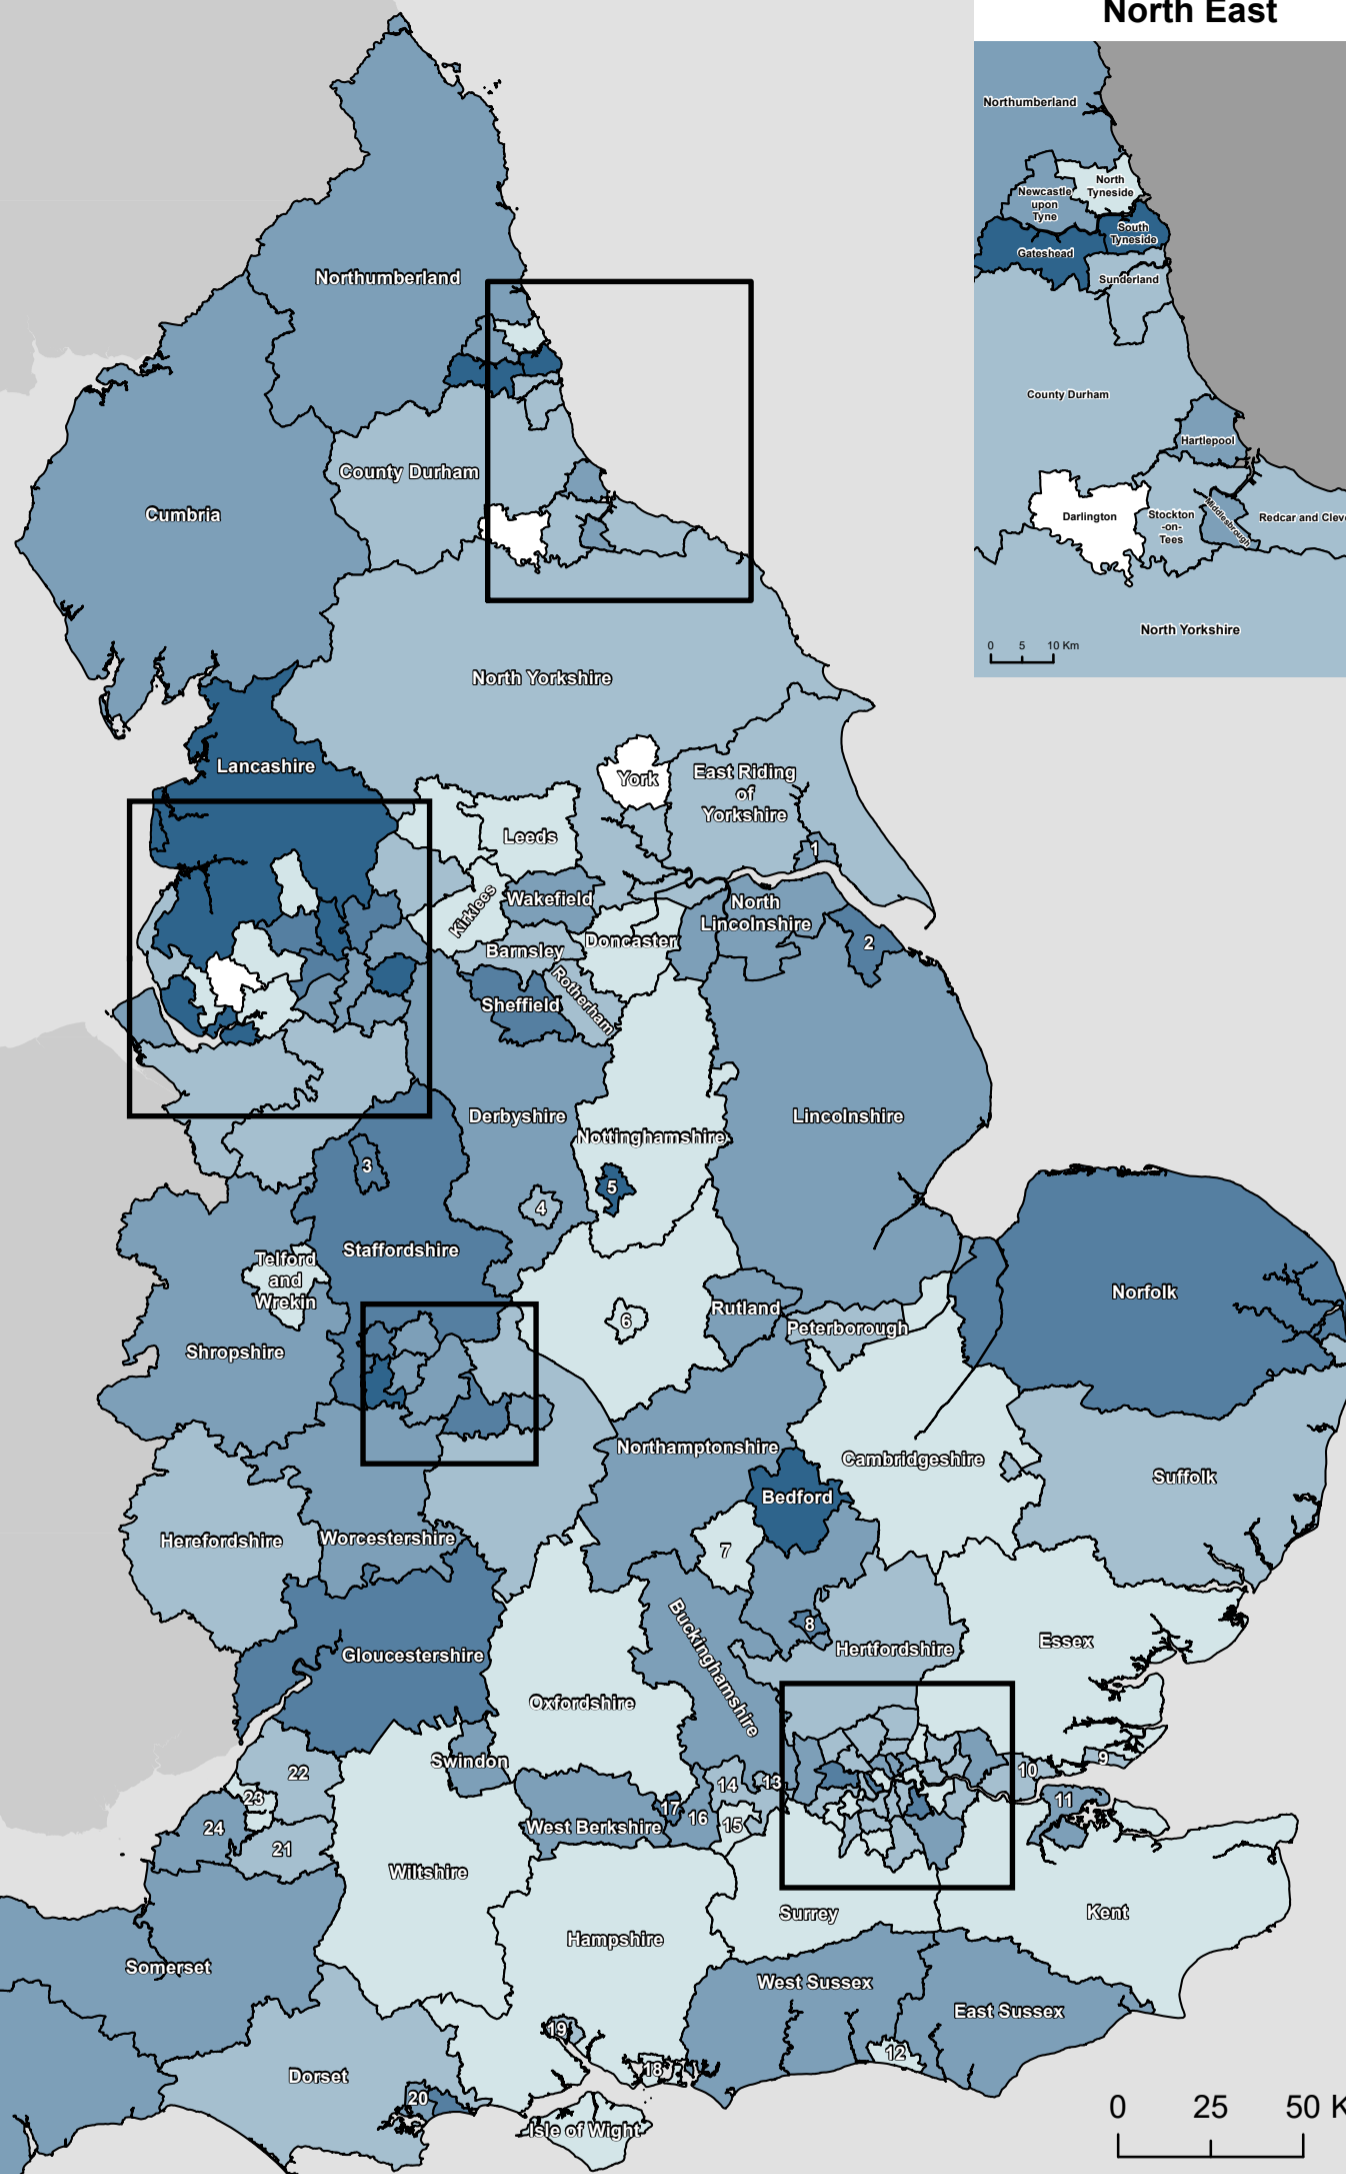 North East
Northumberland
North
Tyneside
Newcastle
upon
Tyne
South
Tyneside
Gateshead
Sunderland
County Durham
Hartlepool
Darlington
Stockton
-on-
Tees
Middlesbrough
Redcar and Cleve
North Yorkshire
0 5 10 Km
Northumberland
County Durham
Cumbria
North Yorkshire
Lancashire
York
East Riding
of
Yorkshire
Leeds
1
Kirklees
Wakefield
North
Lincolnshire
Barnsley
Doncaster
2
Rotherham
Sheffield
Derbyshire
Nottinghamshire
Lincolnshire
3
5
4
Staffordshire
Telford
and
Wrekin
Norfolk
Rutland
6
Peterborough
Shropshire
Northamptonshire
Cambridgeshire
Suffolk
Bedford
Herefordshire
Worcestershire
7
8
Buckinghamshire
Hertfordshire
Essex
Gloucestershire
Oxfordshire
Swindon
22
9
10
13
14
23
11
17
16
15
24
West Berkshire
21
Wiltshire
Surrey
Kent
Hampshire
Somerset
West Sussex
East Sussex
19
12
18
Dorset
20
Isle of Wight
0 25 50 K